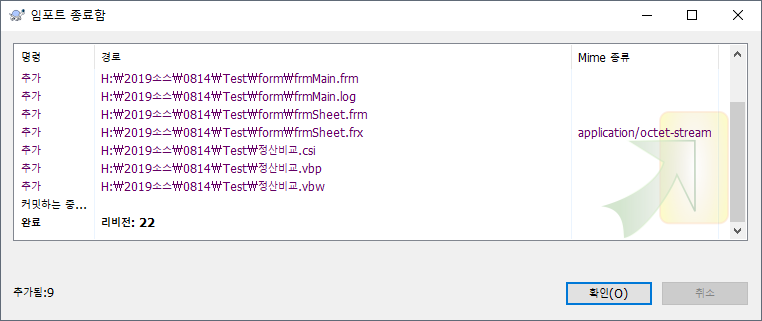 임포트 종료함
명령 경로 Mime 종류
추가 H:₩2019소스₩0814₩Test₩form₩frmMain.frm
추가 H:₩2019소스₩0814₩Test₩form₩frmMain.log
추가 H:₩2019소스₩0814₩Test₩form₩frmSheet.frm
추가 H:₩2019소스₩0814₩Test₩form₩frmSheet.frx application/octet-stream
추가 H:₩2019소스₩0814₩Test₩정산비교.csi
추가 H:₩2019소스₩0814₩Test₩정산비교.vbp
추가 H:₩2019소스₩0814₩Test₩정산비교.vbw
커밋하는 중...
완료 리비전: 22
추가됨:9 확인(O) 취소